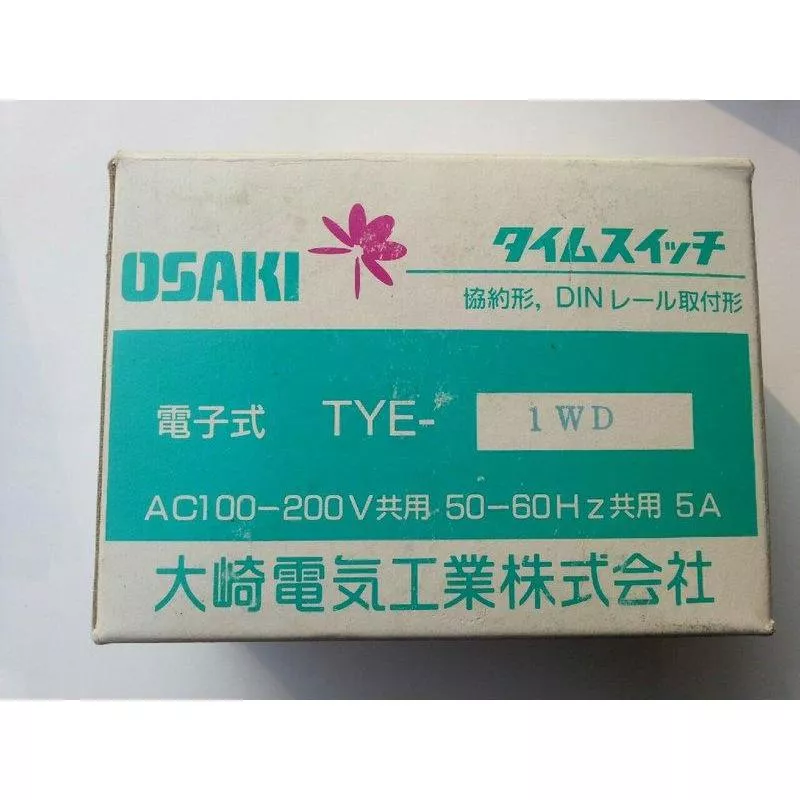 OSAKI
タイムスイッチ
協約形, DINレール取付形
電子式 TYE- 1WD
AC100-200V共用 50-60Hz共用 5A
大崎電気工業株式会社